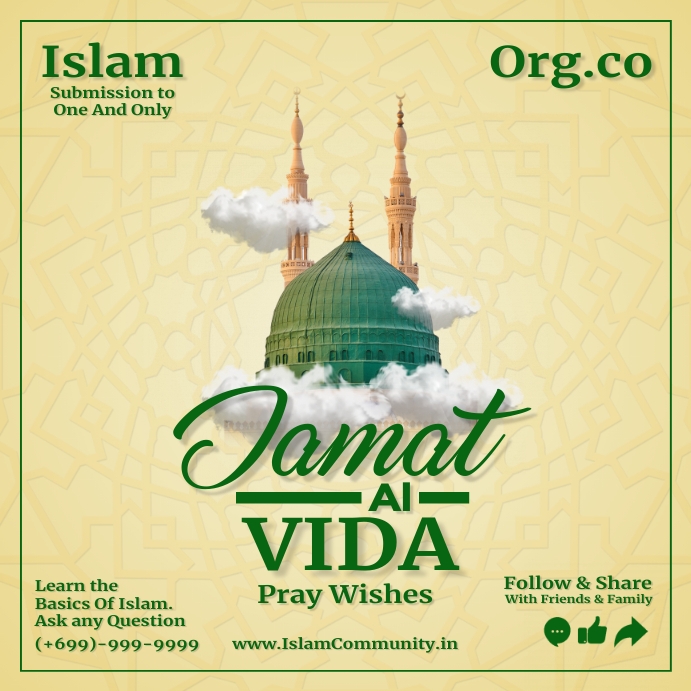 Islam
Submission to
One And Only
Org.co
Jamat
Al
VIDA
Pray Wishes
Learn the
Basics Of Islam.
Ask any Question
(+699)-999-9999
www.IslamCommunity.in
Follow & Share
With Friends & Family